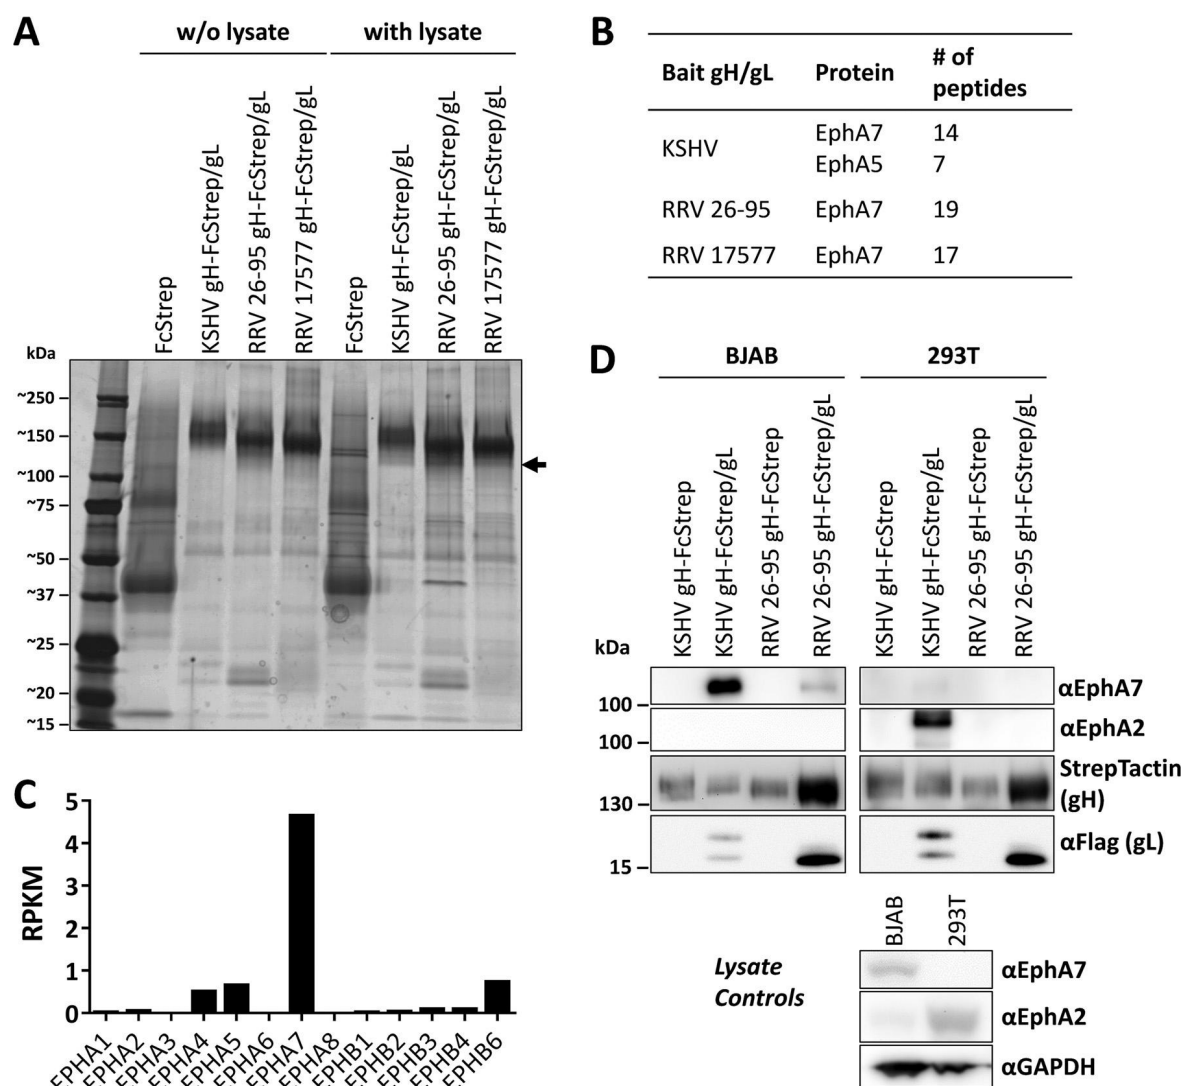 A
w/o lysate
with lysate
FcStrep
KSHV gH-FcStrep/gL
RRV 26-95 gH-FcStrep/gL
RRV 17577 gH-FcStrep/gL
FcStrep
KSHV gH-FcStrep/gL
RRV 26-95 gH-FcStrep/gL
RRV 17577 gH-FcStrep/gL
kDa
~250
~150
~100
~75
~50
~37
~25
~20
~15
B
Bait gH/gL Protein # of
peptides
KSHV
EphA7 14
EphA5 7
RRV 26-95 EphA7 19
RRV 17577 EphA7 17
C
RPKM
5
4
3
2
1
0
EPHA1
EPHA2
EPHA3
EPHA4
EPHA5
EPHA6
EPHA7
EPHA8
EPHB1
EPHB2
EPHB3
EPHB4
EPHB6
D
BJAB
293T
KSHV gH-FcStrep
KSHV gH-FcStrep/gL
RRV 26-95 gH-FcStrep
RRV 26-95 gH-FcStrep/gL
KSHV gH-FcStrep
KSHV gH-FcStrep/gL
RRV 26-95 gH-FcStrep
RRV 26-95 gH-FcStrep/gL
kDa
100
αEphA7
100
αEphA2
130
StrepTactin
(gH)
15
αFlag (gL)
BJAB
293T
Lysate
Controls
αEphA7
αEphA2
αGAPDH